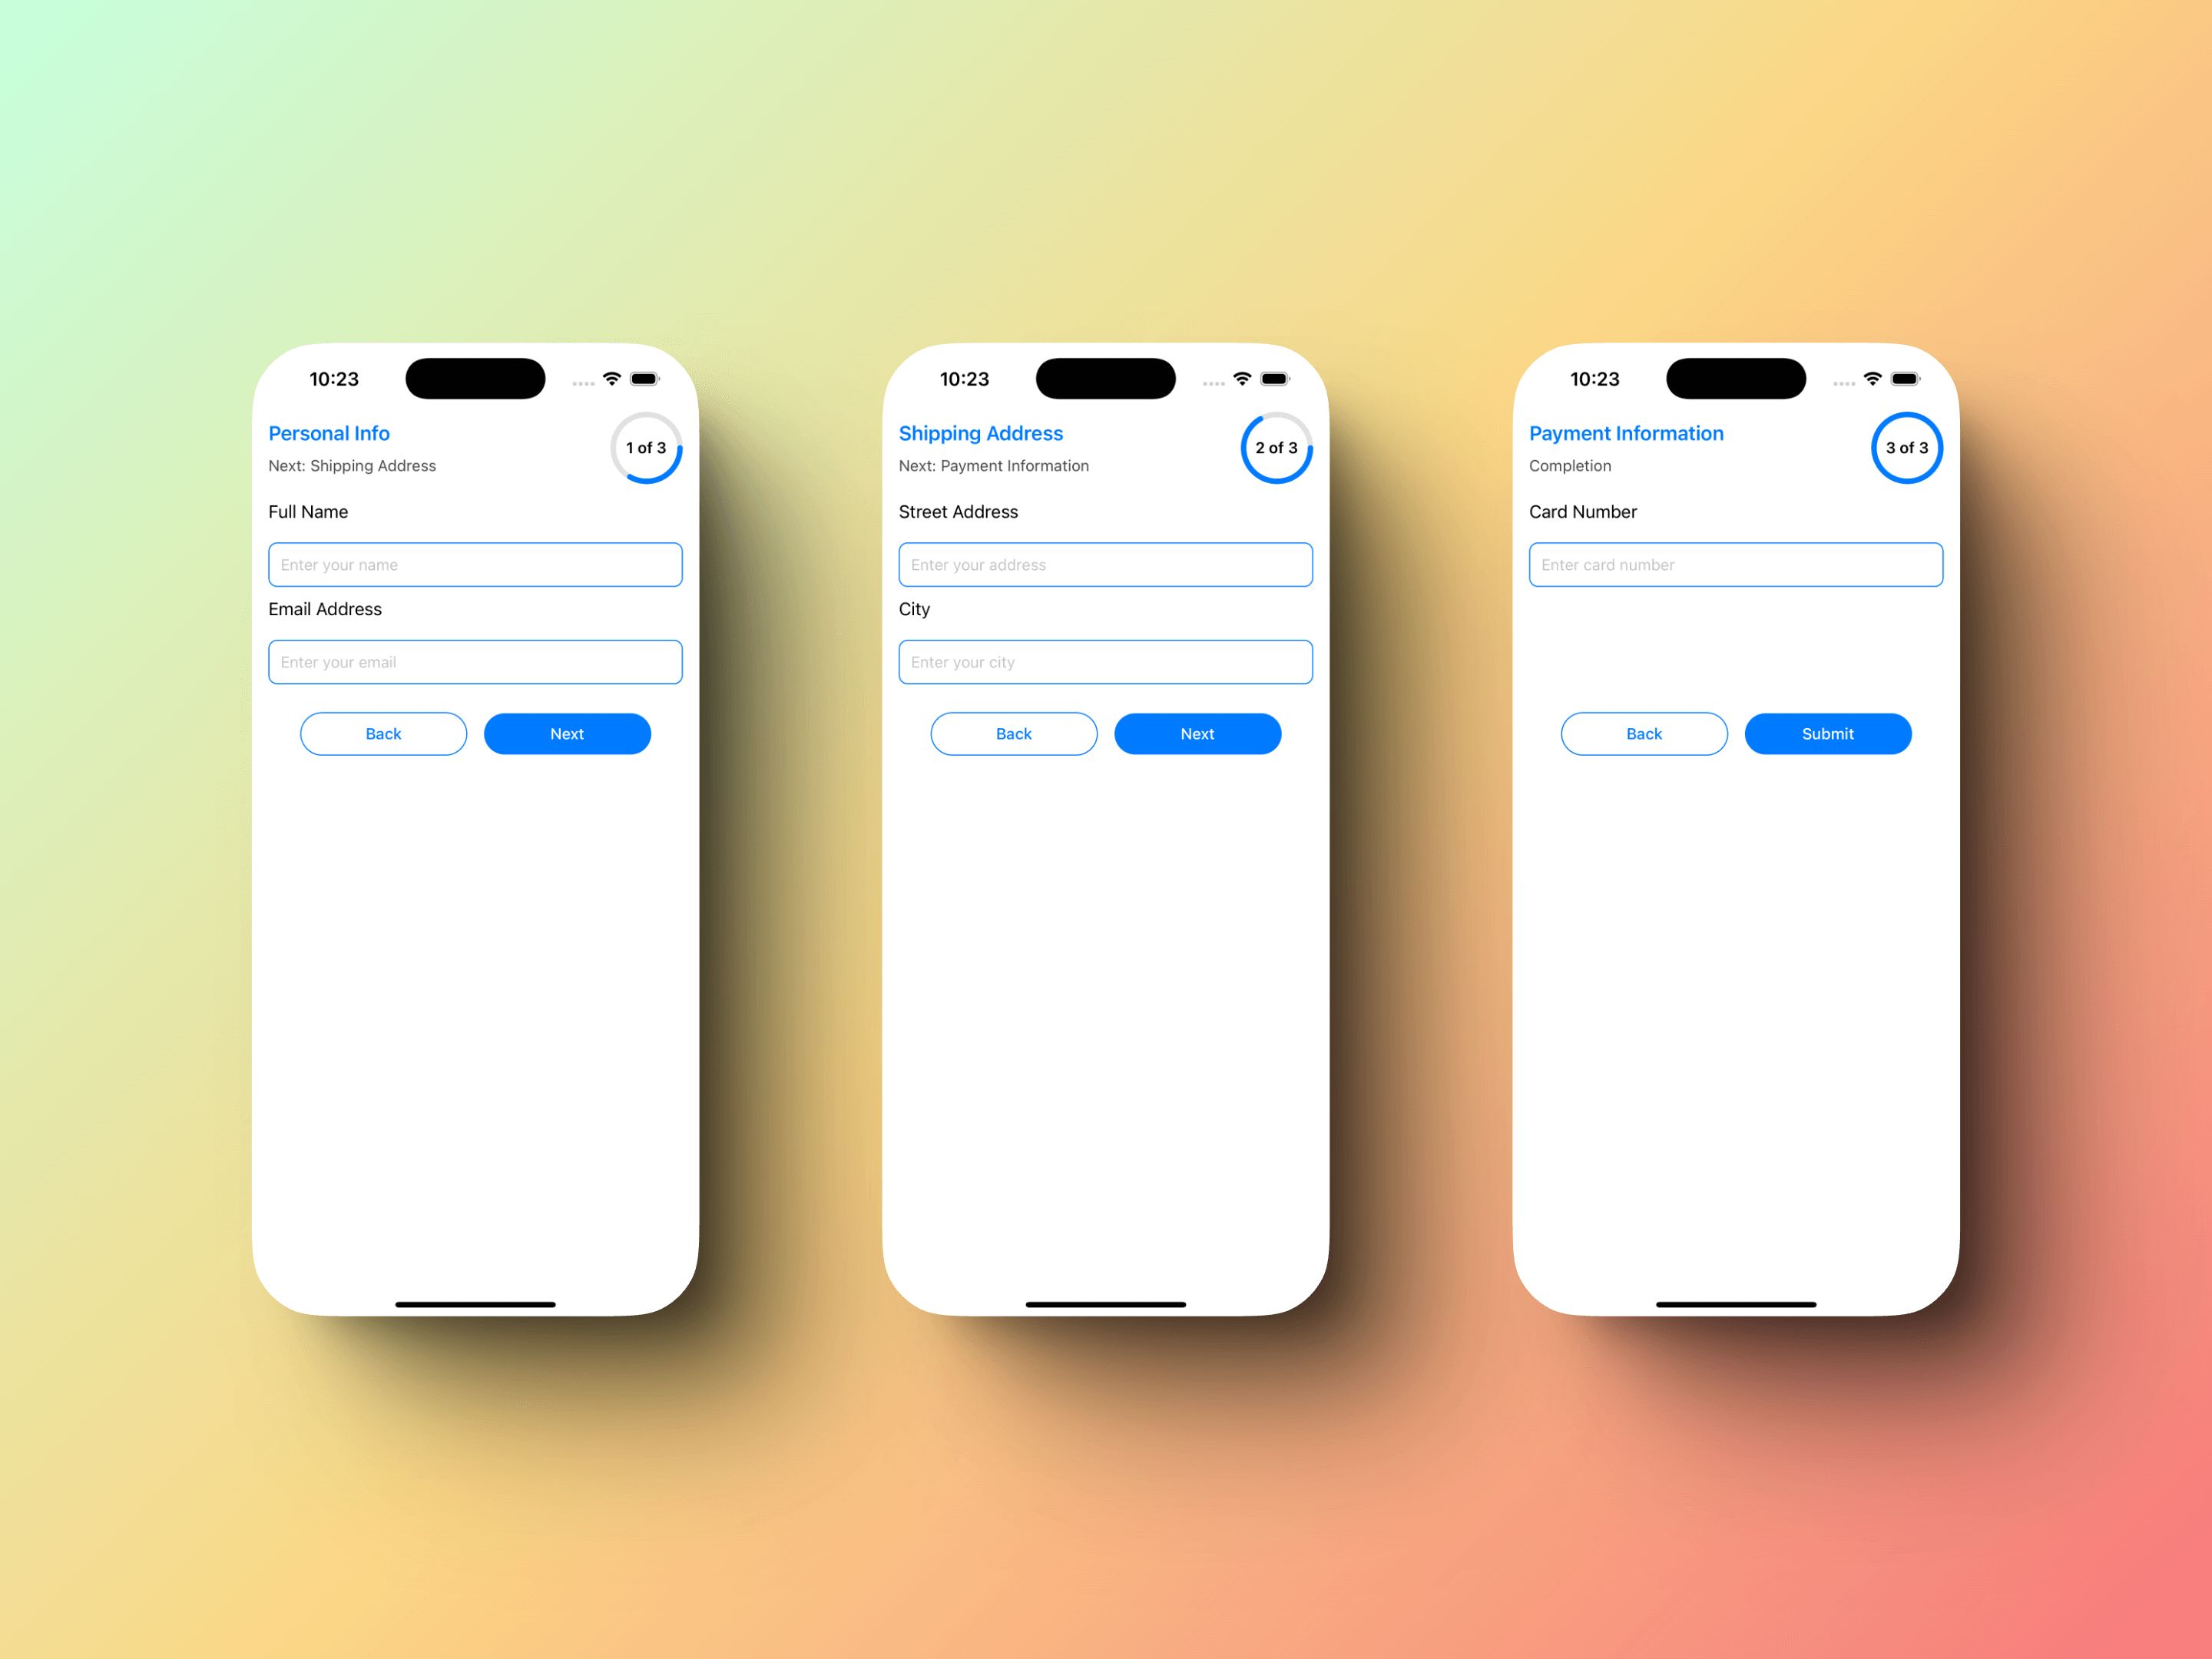 10:23
Personal Info
1 of 3
Next: Shipping Address
Full Name
Enter your name
Email Address
Enter your email
Back Next
10:23
Shipping Address
2 of 3
Next: Payment Information
Street Address
Enter your address
City
Enter your city
Back Next
10:23
Payment Information
3 of 3
Completion
Card Number
Enter card number
Back Submit